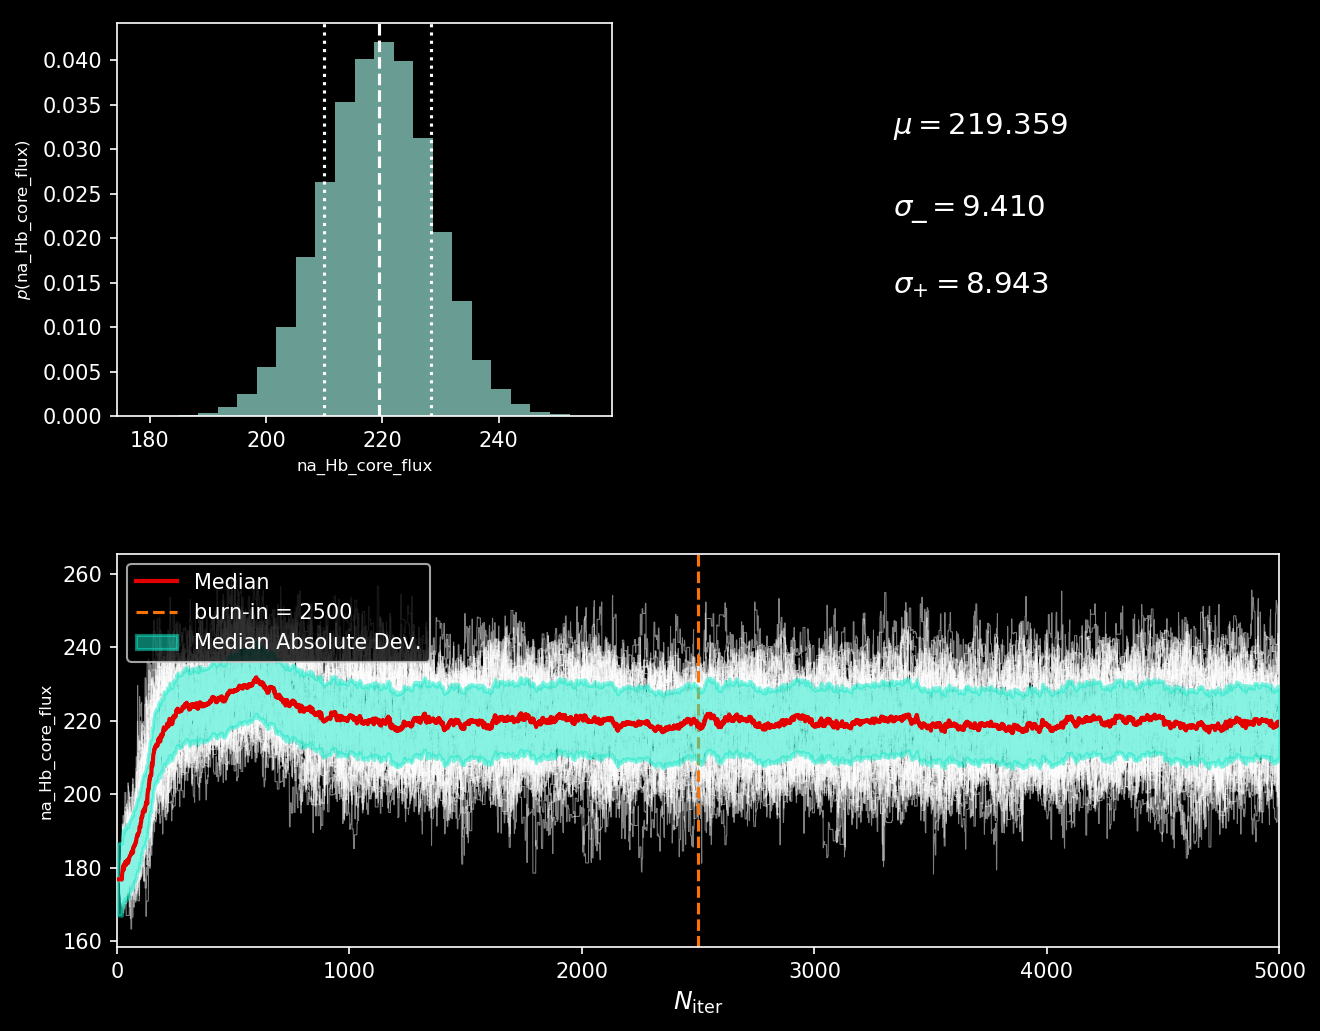 0.040
0.035
0.030
0.025
0.020
0.015
0.010
0.005
0.000
p(na_Hb_core_flux)
180 200 220 240
na_Hb_core_flux
μ = 219.359
σ_ = 9.410
σ+ = 8.943
Median
burn-in = 2500
Median Absolute Dev.
260
240
220
200
180
160
na_Hb_core_flux
0 1000 2000 3000 4000 5000
Niter